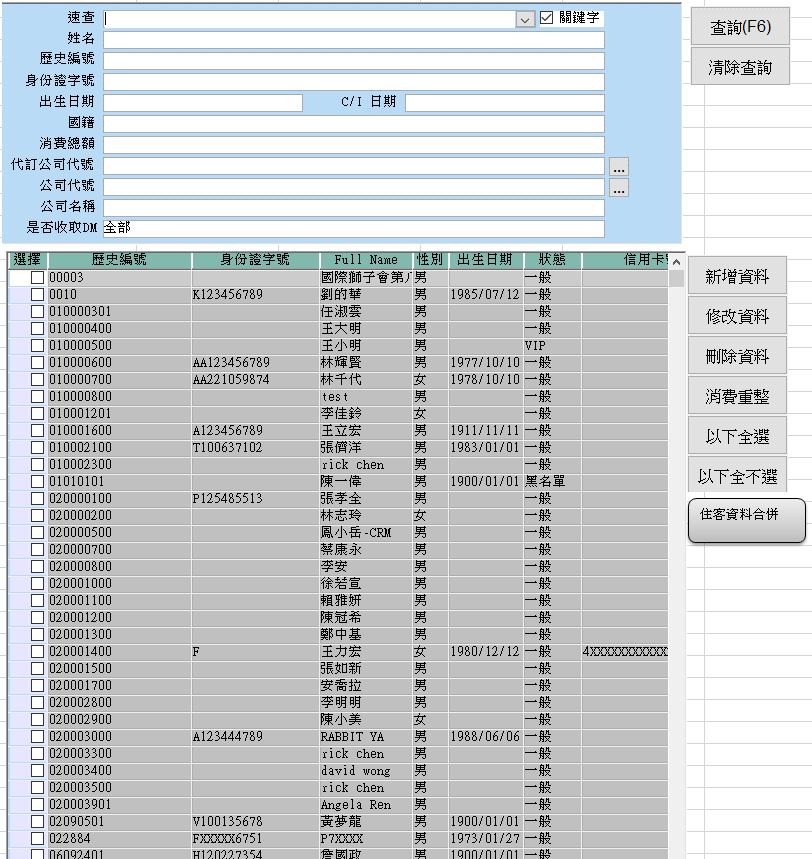 速查 關鍵字 查詢(F6)
姓名
歷史編號 清除查詢
身份證字號
出生日期 C/I 日期
國籍
消費總額
代訂公司代號 ...
公司代號 ...
公司名稱
是否收取DM 全部
選擇 歷史編號 身份證字號 Full Name 性別 出生日期 狀態 信用卡
00003 國際獅子會第 男 一般
0010 K123456789 劉的華 男 1985/07/12 一般
010000301 任淑雲 男 一般
010000400 王大明 男 一般
010000500 王小明 男 VIP
010000600 AA123456789 林輝賢 男 1977/10/10 一般
010000700 AA221059874 林千代 女 1978/10/10 一般
010000800 test 男 一般
010001201 李佳鈴 女 一般
010001600 A123456789 王立宏 男 1911/11/11 一般
010002100 T100637102 張儕洋 男 1983/01/01 一般
010002300 rick chen 男 一般
01010101 陳一偉 男 1900/01/01 黑名單
020000100 P125485513 張孝全 男 一般
020000200 林志玲 女 一般
020000500 鳳小岳-CRM 男 一般
020000700 蔡康永 男 一般
020000800 李安 男 一般
020001000 徐若宣 男 一般
020001100 賴雅妍 男 一般
020001200 陳冠希 男 一般
020001300 鄭中基 男 一般
020001400 F 王力宏 女 1980/12/12 一般 4XXXXXXXXXXX
020001500 張如新 男 一般
020001700 安喬拉 男 一般
020002800 李明明 男 一般
020002900 陳小美 女 一般
020003000 A123444789 RABBIT YA 男 1988/06/06 一般
020003300 rick chen 男 一般
020003400 david wong 男 一般
020003500 rick chen 男 一般
020003901 Angela Ren 男 一般
02090501 V100135678 黃夢龍 男 1900/01/01 一般
022884 FXXXXX6751 P7XXXX 男 1973/01/27 一般
06092401 H120227354 詹國政 男 1900/01/01 一般
新增資料
修改資料
刪除資料
消費重整
以下全選
以下全不選
住客資料合併